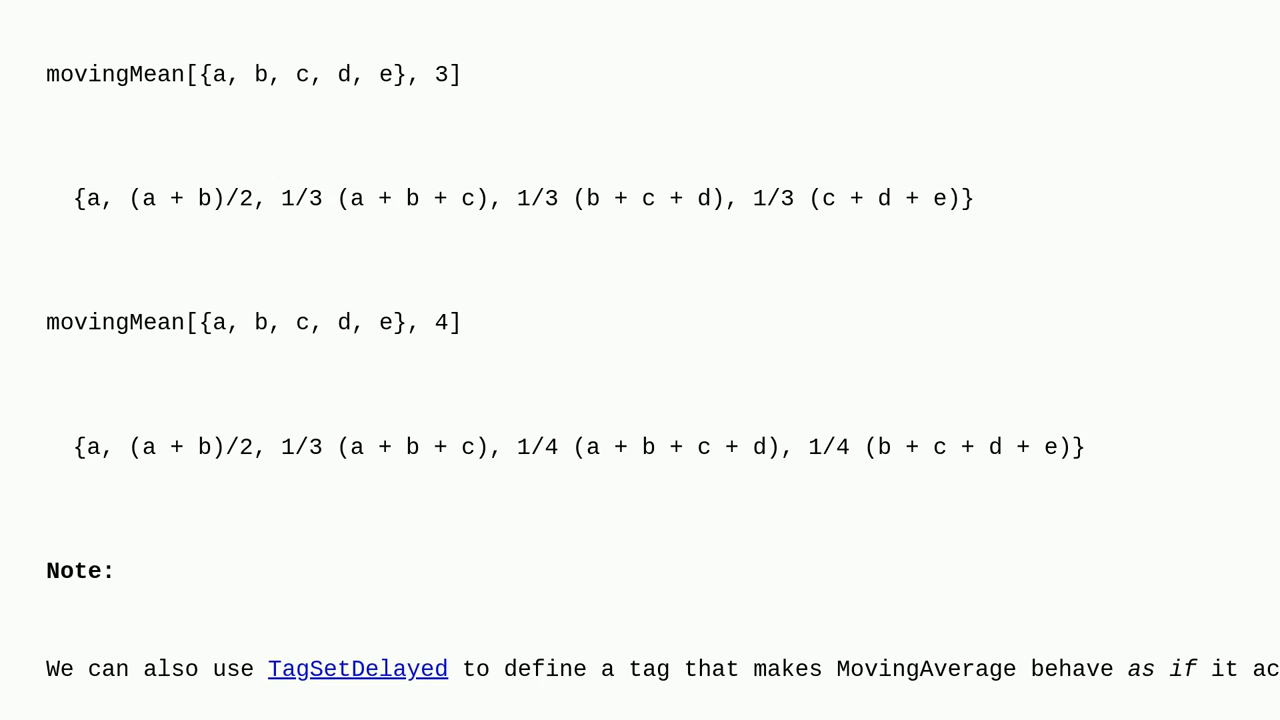 movingMean[{a, b, c, d, e}, 3]
{a, (a + b)/2, 1/3 (a + b + c), 1/3 (b + c + d), 1/3 (c + d + e)}
movingMean[{a, b, c, d, e}, 4]
{a, (a + b)/2, 1/3 (a + b + c), 1/4 (a + b + c + d), 1/4 (b + c + d + e)}
Note:
We can also use TagSetDelayed to define a tag that makes MovingAverage behave as if it